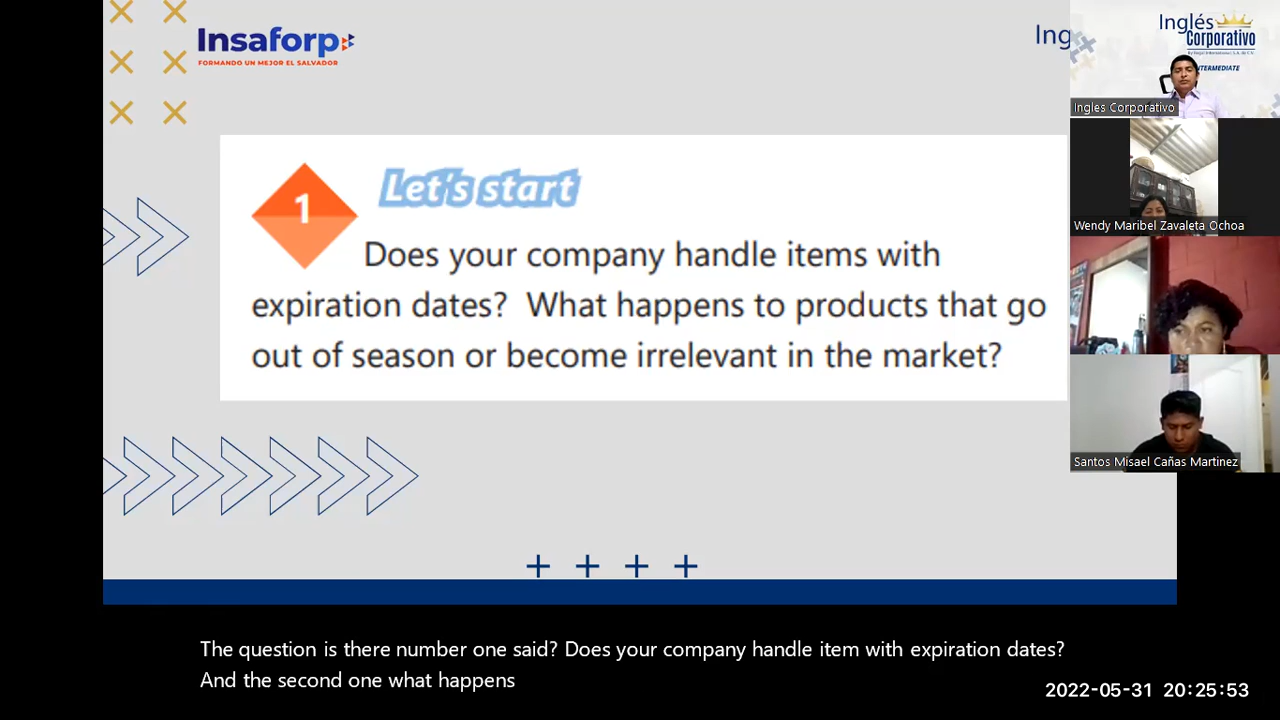 Insaforp
FORMANDO UN MEJOR EL SALVADOR
Ing
Inglés
Corporativo
INTERMEDIATE
Ingles Corporativo
Wendy Maribel Zavaleta Ochoa
Santos Misael Cañas Martinez
1
Let's start
Does your company handle items with
expiration dates? What happens to products that go
out of season or become irrelevant in the market?
The question is there number one said? Does your company handle item with expiration dates?
And the second one what happens
2022-05-31 20:25:53